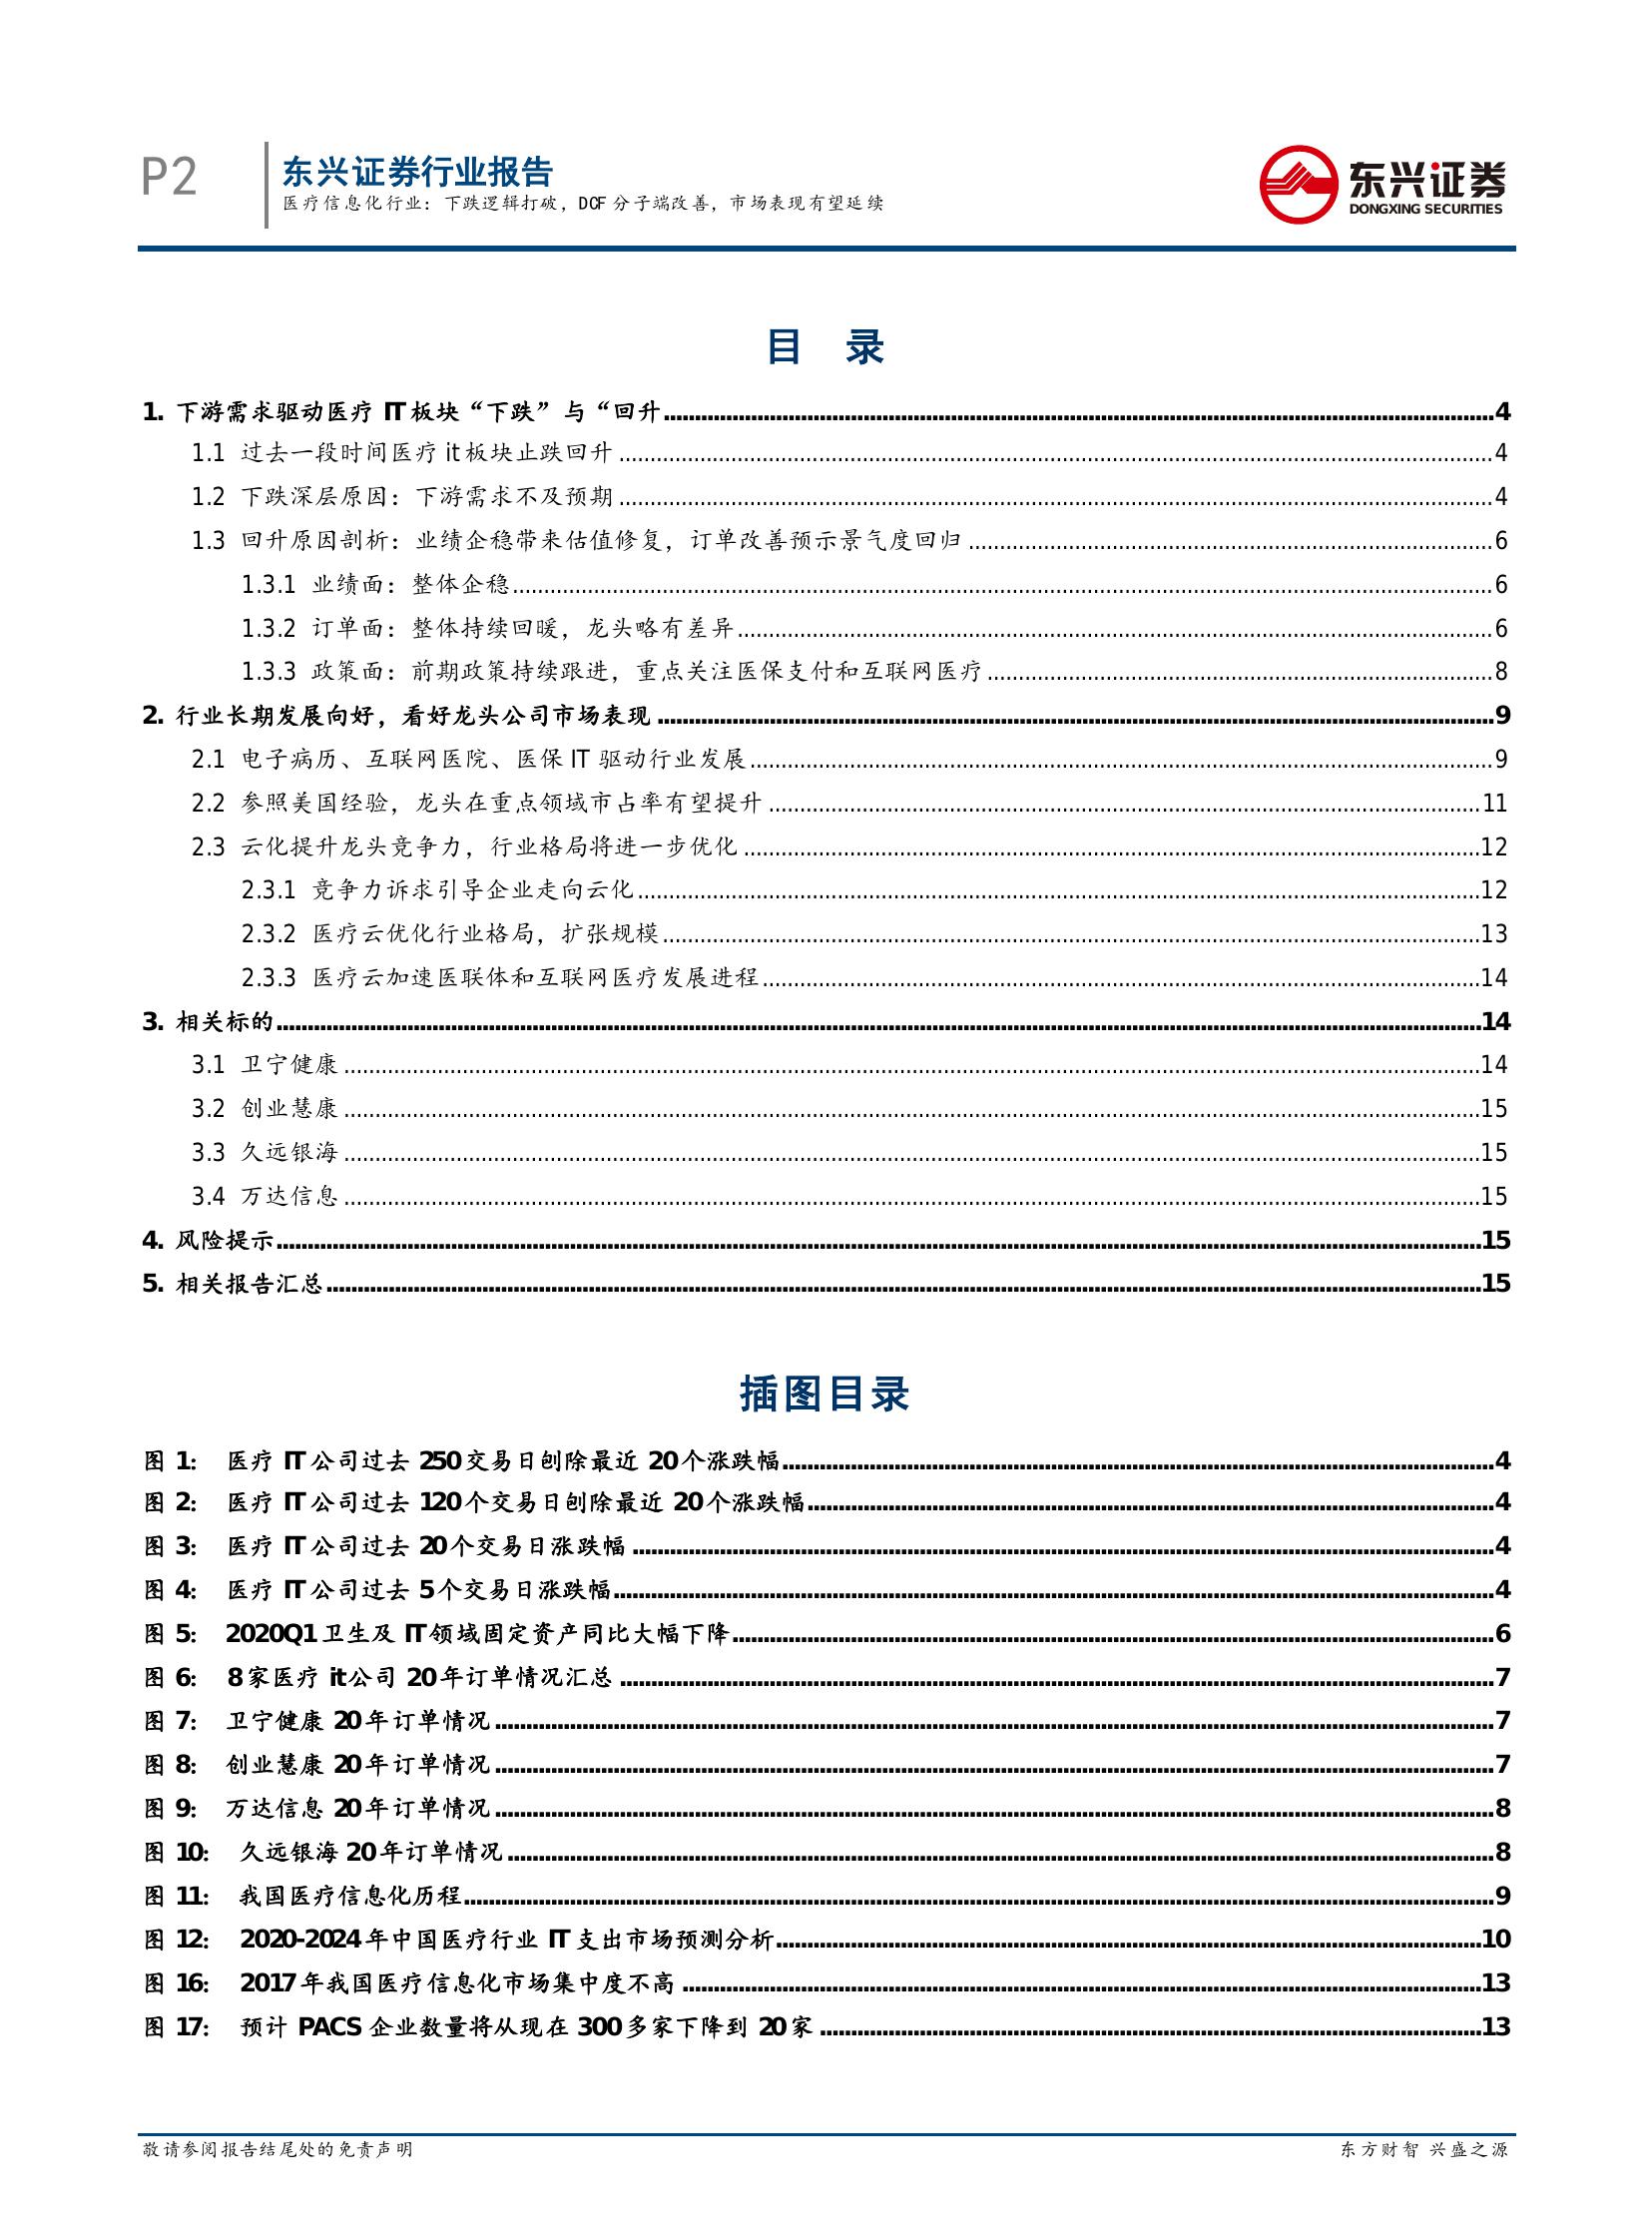 P2
东兴证券行业报告
医疗信息化行业：下跌逻辑打破，DCF 分子端改善，市场表现有望延续
东兴证券
DONGXING SECURITIES
目 录
1. 下游需求驱动医疗 IT 板块“下跌”与“回升....4
1.1 过去一段时间医疗 it 板块止跌回升....4
1.2 下跌深层原因：下游需求不及预期....4
1.3 回升原因剖析：业绩企稳带来估值修复，订单改善预示景气度回归....6
1.3.1 业绩面：整体企稳....6
1.3.2 订单面：整体持续回暖，龙头略有差异....6
1.3.3 政策面：前期政策持续跟进，重点关注医保支付和互联网医疗....8
2. 行业长期发展向好，看好龙头公司市场表现....9
2.1 电子病历、互联网医院、医保 IT 驱动行业发展....9
2.2 参照美国经验，龙头在重点领域市占率有望提升....11
2.3 云化提升龙头竞争力，行业格局将进一步优化....12
2.3.1 竞争力诉求引导企业走向云化....12
2.3.2 医疗云优化行业格局，扩张规模....13
2.3.3 医疗云加速医联体和互联网医疗发展进程....14
3. 相关标的....14
3.1 卫宁健康....14
3.2 创业慧康....15
3.3 久远银海....15
3.4 万达信息....15
4. 风险提示....15
5. 相关报告汇总....15
插图目录
图 1： 医疗 IT 公司过去 250 交易日刨除最近 20 个涨跌幅....4
图 2： 医疗 IT 公司过去 120 个交易日刨除最近 20 个涨跌幅....4
图 3： 医疗 IT 公司过去 20 个交易日涨跌幅....4
图 4： 医疗 IT 公司过去 5 个交易日涨跌幅....4
图 5： 2020Q1 卫生及 IT 领域固定资产同比大幅下降....6
图 6： 8 家医疗 it 公司 20 年订单情况汇总....7
图 7： 卫宁健康 20 年订单情况....7
图 8： 创业慧康 20 年订单情况....7
图 9： 万达信息 20 年订单情况....8
图 10： 久远银海 20 年订单情况....8
图 11： 我国医疗信息化历程....9
图 12： 2020-2024 年中国医疗行业 IT 支出市场预测分析....10
图 16： 2017 年我国医疗信息化市场集中度不高....13
图 17： 预计 PACS 企业数量将从现在 300 多家下降到 20 家....13
敬请参阅报告结尾处的免责声明
东方财智 兴盛之源